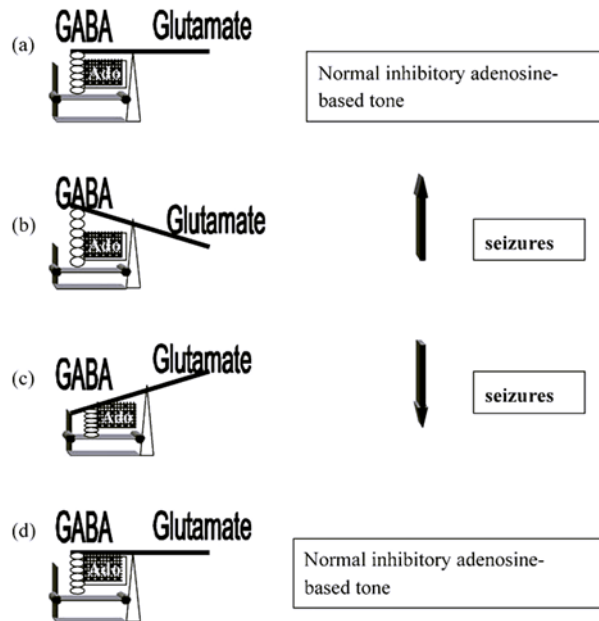 GABA Glutamate
(a)
Ado
Normal inhibitory adenosine-
based tone
GABA
Glutamate
(b)
Ado
seizures
Glutamate
(c)
GABA
Ado
seizures
GABA Glutamate
(d)
Ado
Normal inhibitory adenosine-
based tone